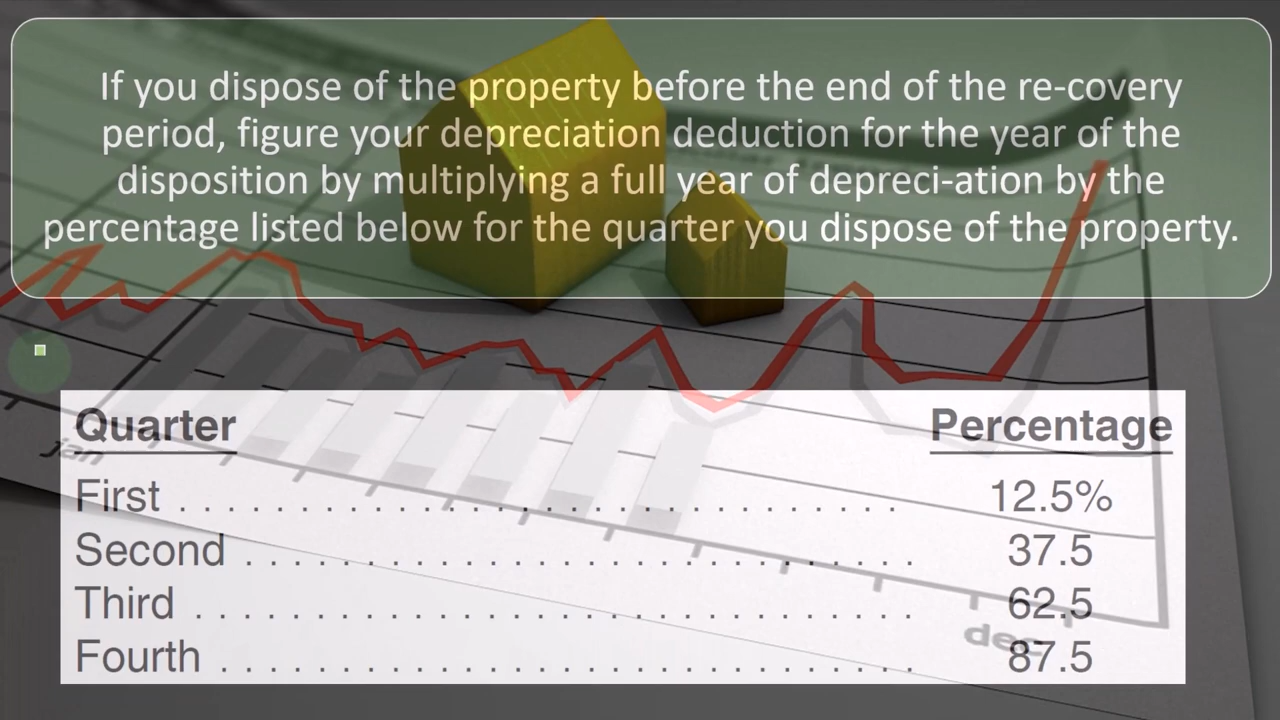 If you dispose of the property before the end of the re-covery
period, figure your depreciation deduction for the year of the
disposition by multiplying a full year of depreci-ation by the
percentage listed below for the quarter you dispose of the property.
Quarter Percentage
First . . . . . . . . . . . . . . . . . . . . . . . . . . . . . . 12.5%
Second . . . . . . . . . . . . . . . . . . . . . . . . . . . . 37.5
Third . . . . . . . . . . . . . . . . . . . . . . . . . . . . . . 62.5
Fourth . . . . . . . . . . . . . . . . . . . . . . . . . . . . . 87.5
jan
dec